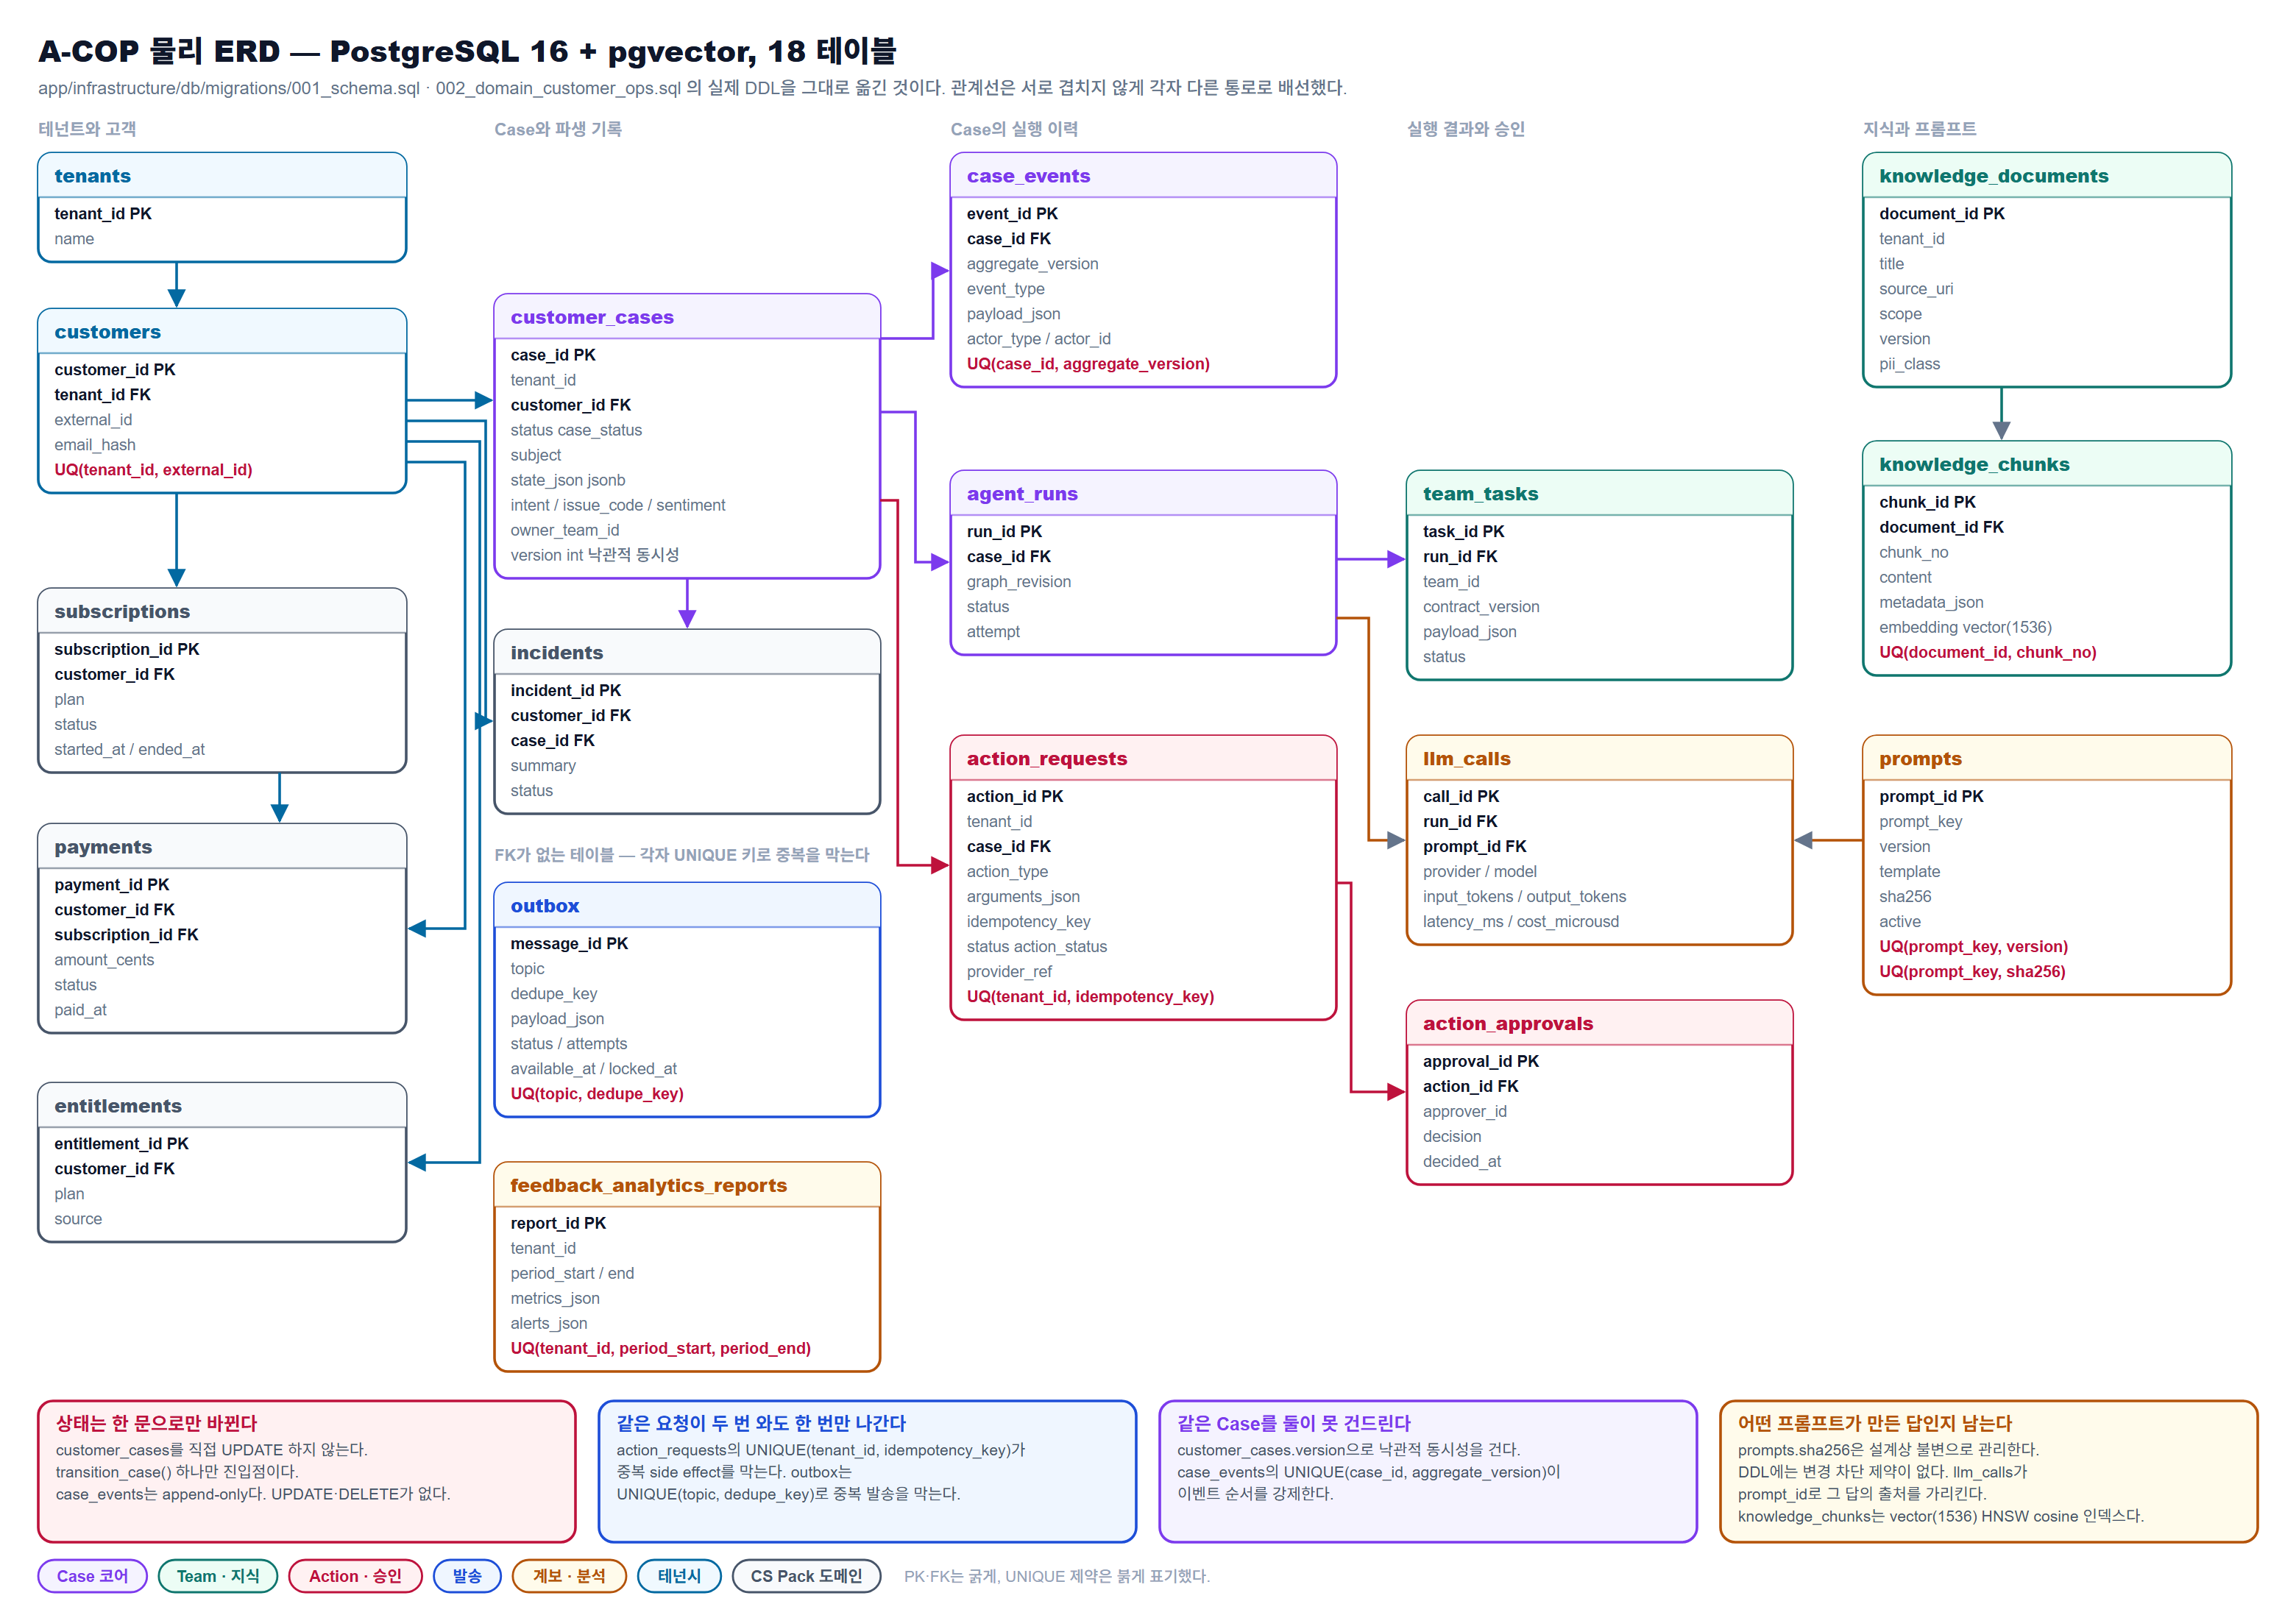 A-COP 물리 ERD — PostgreSQL 16 + pgvector, 18 테이블
app/infrastructure/db/migrations/001_schema.sql · 002_domain_customer_ops.sql 의 실제 DDL을 그대로 옮긴 것이다. 관계선은 서로 겹치지 않게 각자 다른 통로로 배선했다.
테넌트와 고객
tenants
tenant_id PK
name
customers
customer_id PK
tenant_id FK
external_id
email_hash
UQ(tenant_id, external_id)
subscriptions
subscription_id PK
customer_id FK
plan
status
started_at / ended_at
payments
payment_id PK
customer_id FK
subscription_id FK
amount_cents
status
paid_at
entitlements
entitlement_id PK
customer_id FK
plan
source
Case와 파생 기록
customer_cases
case_id PK
tenant_id
customer_id FK
status case_status
subject
state_json jsonb
intent / issue_code / sentiment
owner_team_id
version int 낙관적 동시성
incidents
incident_id PK
customer_id FK
case_id FK
summary
status
FK가 없는 테이블 — 각자 UNIQUE 키로 중복을 막는다
outbox
message_id PK
topic
dedupe_key
payload_json
status / attempts
available_at / locked_at
UQ(topic, dedupe_key)
feedback_analytics_reports
report_id PK
tenant_id
period_start / end
metrics_json
alerts_json
UQ(tenant_id, period_start, period_end)
Case의 실행 이력
case_events
event_id PK
case_id FK
aggregate_version
event_type
payload_json
actor_type / actor_id
UQ(case_id, aggregate_version)
agent_runs
run_id PK
case_id FK
graph_revision
status
attempt
action_requests
action_id PK
tenant_id
case_id FK
action_type
arguments_json
idempotency_key
status action_status
provider_ref
UQ(tenant_id, idempotency_key)
실행 결과와 승인
team_tasks
task_id PK
run_id FK
team_id
contract_version
payload_json
status
llm_calls
call_id PK
run_id FK
prompt_id FK
provider / model
input_tokens / output_tokens
latency_ms / cost_microusd
action_approvals
approval_id PK
action_id FK
approver_id
decision
decided_at
지식과 프롬프트
knowledge_documents
document_id PK
tenant_id
title
source_uri
scope
version
pii_class
knowledge_chunks
chunk_id PK
document_id FK
chunk_no
content
metadata_json
embedding vector(1536)
UQ(document_id, chunk_no)
prompts
prompt_id PK
prompt_key
version
template
sha256
active
UQ(prompt_key, version)
UQ(prompt_key, sha256)
상태는 한 문으로만 바뀐다
customer_cases를 직접 UPDATE 하지 않는다.
transition_case() 하나만 진입점이다.
case_events는 append-only다. UPDATE·DELETE가 없다.
같은 요청이 두 번 와도 한 번만 나간다
action_requests의 UNIQUE(tenant_id, idempotency_key)가
중복 side effect를 막는다. outbox는
UNIQUE(topic, dedupe_key)로 중복 발송을 막는다.
같은 Case를 둘이 못 건드린다
customer_cases.version으로 낙관적 동시성을 건다.
case_events의 UNIQUE(case_id, aggregate_version)이
이벤트 순서를 강제한다.
어떤 프롬프트가 만든 답인지 남는다
prompts.sha256은 설계상 불변으로 관리한다.
DDL에는 변경 차단 제약이 없다. llm_calls가
prompt_id로 그 답의 출처를 가리킨다.
knowledge_chunks는 vector(1536) HNSW cosine 인덱스다.
Case 코어
Team · 지식
Action · 승인
발송
계보 · 분석
테넌시
CS Pack 도메인
PK·FK는 굵게, UNIQUE 제약은 붉게 표기했다.